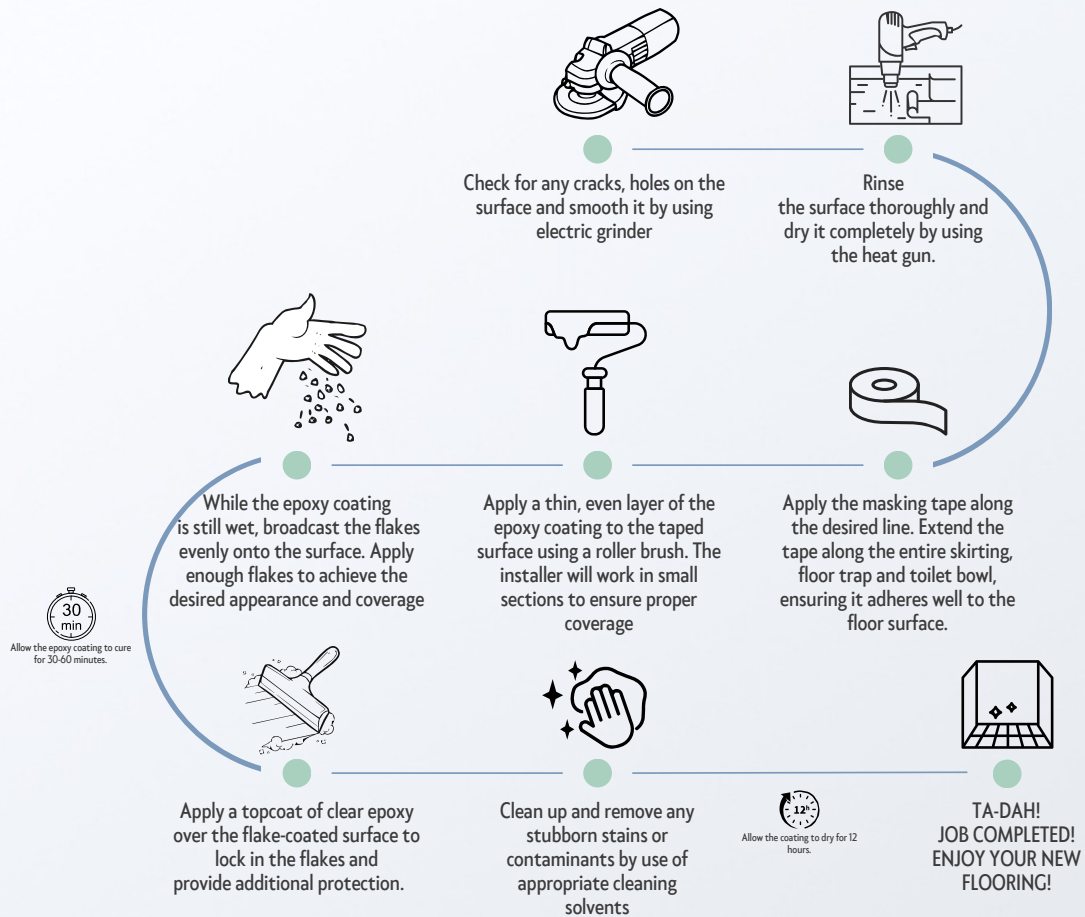 Check for any cracks, holes on the
surface and smooth it by using
electric grinder
Rinse
the surface thoroughly and
dry it completely by using
the heat gun.
Apply the masking tape along
the desired line. Extend the
tape along the entire skirting,
floor trap and toilet bowl,
ensuring it adheres well to the
floor surface.
Apply a thin, even layer of the
epoxy coating to the taped
surface using a roller brush. The
installer will work in small
sections to ensure proper
coverage
While the epoxy coating
is still wet, broadcast the flakes
evenly onto the surface. Apply
enough flakes to achieve the
desired appearance and coverage
30
min
Allow the epoxy coating to cure
for 30-60 minutes.
Apply a topcoat of clear epoxy
over the flake-coated surface to
lock in the flakes and
provide additional protection.
Clean up and remove any
stubborn stains or
contaminants by use of
appropriate cleaning
solvents
12h
Allow the coating to dry for 12
hours.
TA-DAH!
JOB COMPLETED!
ENJOY YOUR NEW
FLOORING!